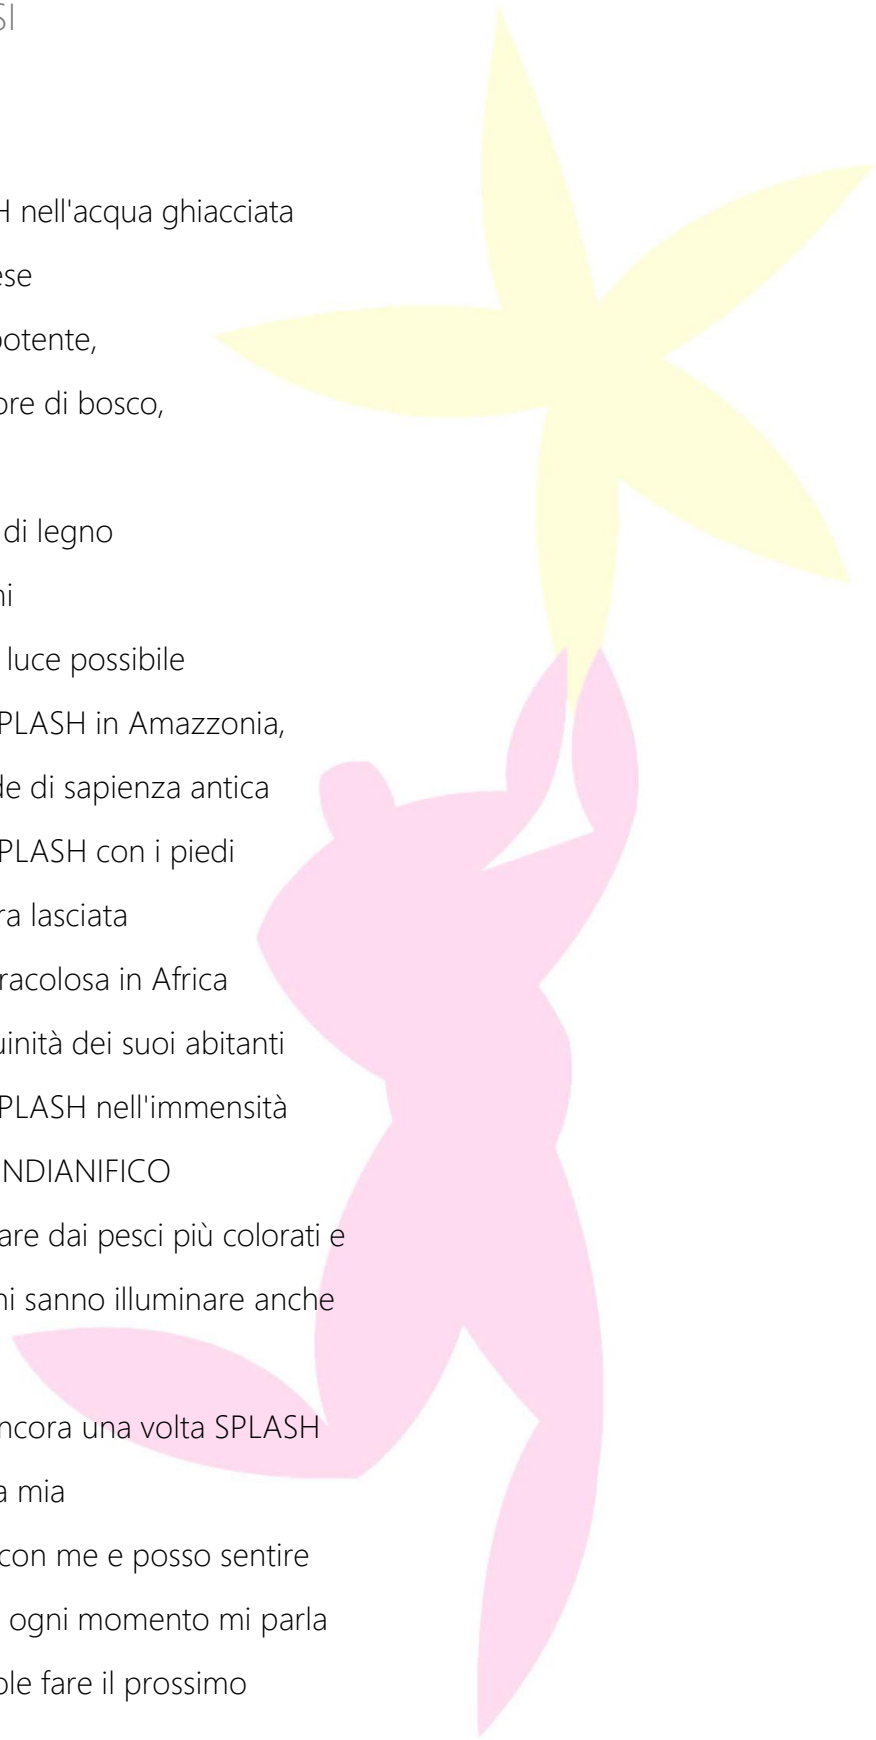 SI
H nell'acqua ghiacciata
ese
potente,
ore di bosco,
di legno
ni
luce possibile
PLASH in Amazzonia,
de di sapienza antica
PLASH con i piedi
ra lasciata
racolosa in Africa
uinità dei suoi abitanti
PLASH nell'immensità
NDIANIFICO
are dai pesci più colorati e
ni sanno illuminare anche
ncora una volta SPLASH
a mia
con me e posso sentire
ogni momento mi parla
ole fare il prossimo